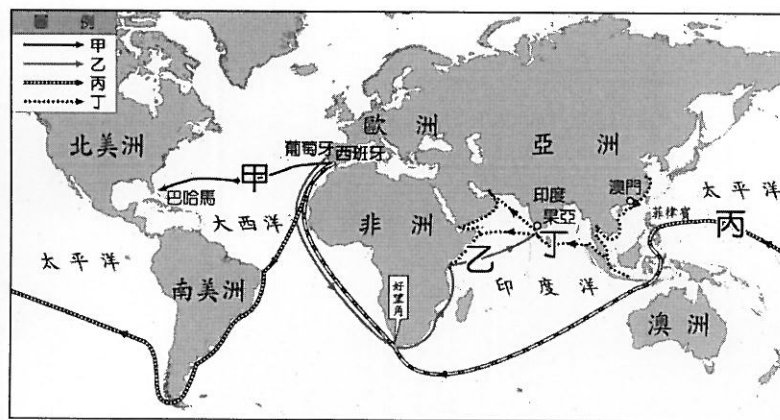 圖例
甲
乙
丙
丁
北美洲
葡萄牙
西班牙
歐洲
亞洲
甲
巴哈馬
大西洋
非洲
印度
果亞
澳門
太平洋
菲律賓
丙
乙
丁
太平洋
南美洲
好望角
印度洋
澳洲